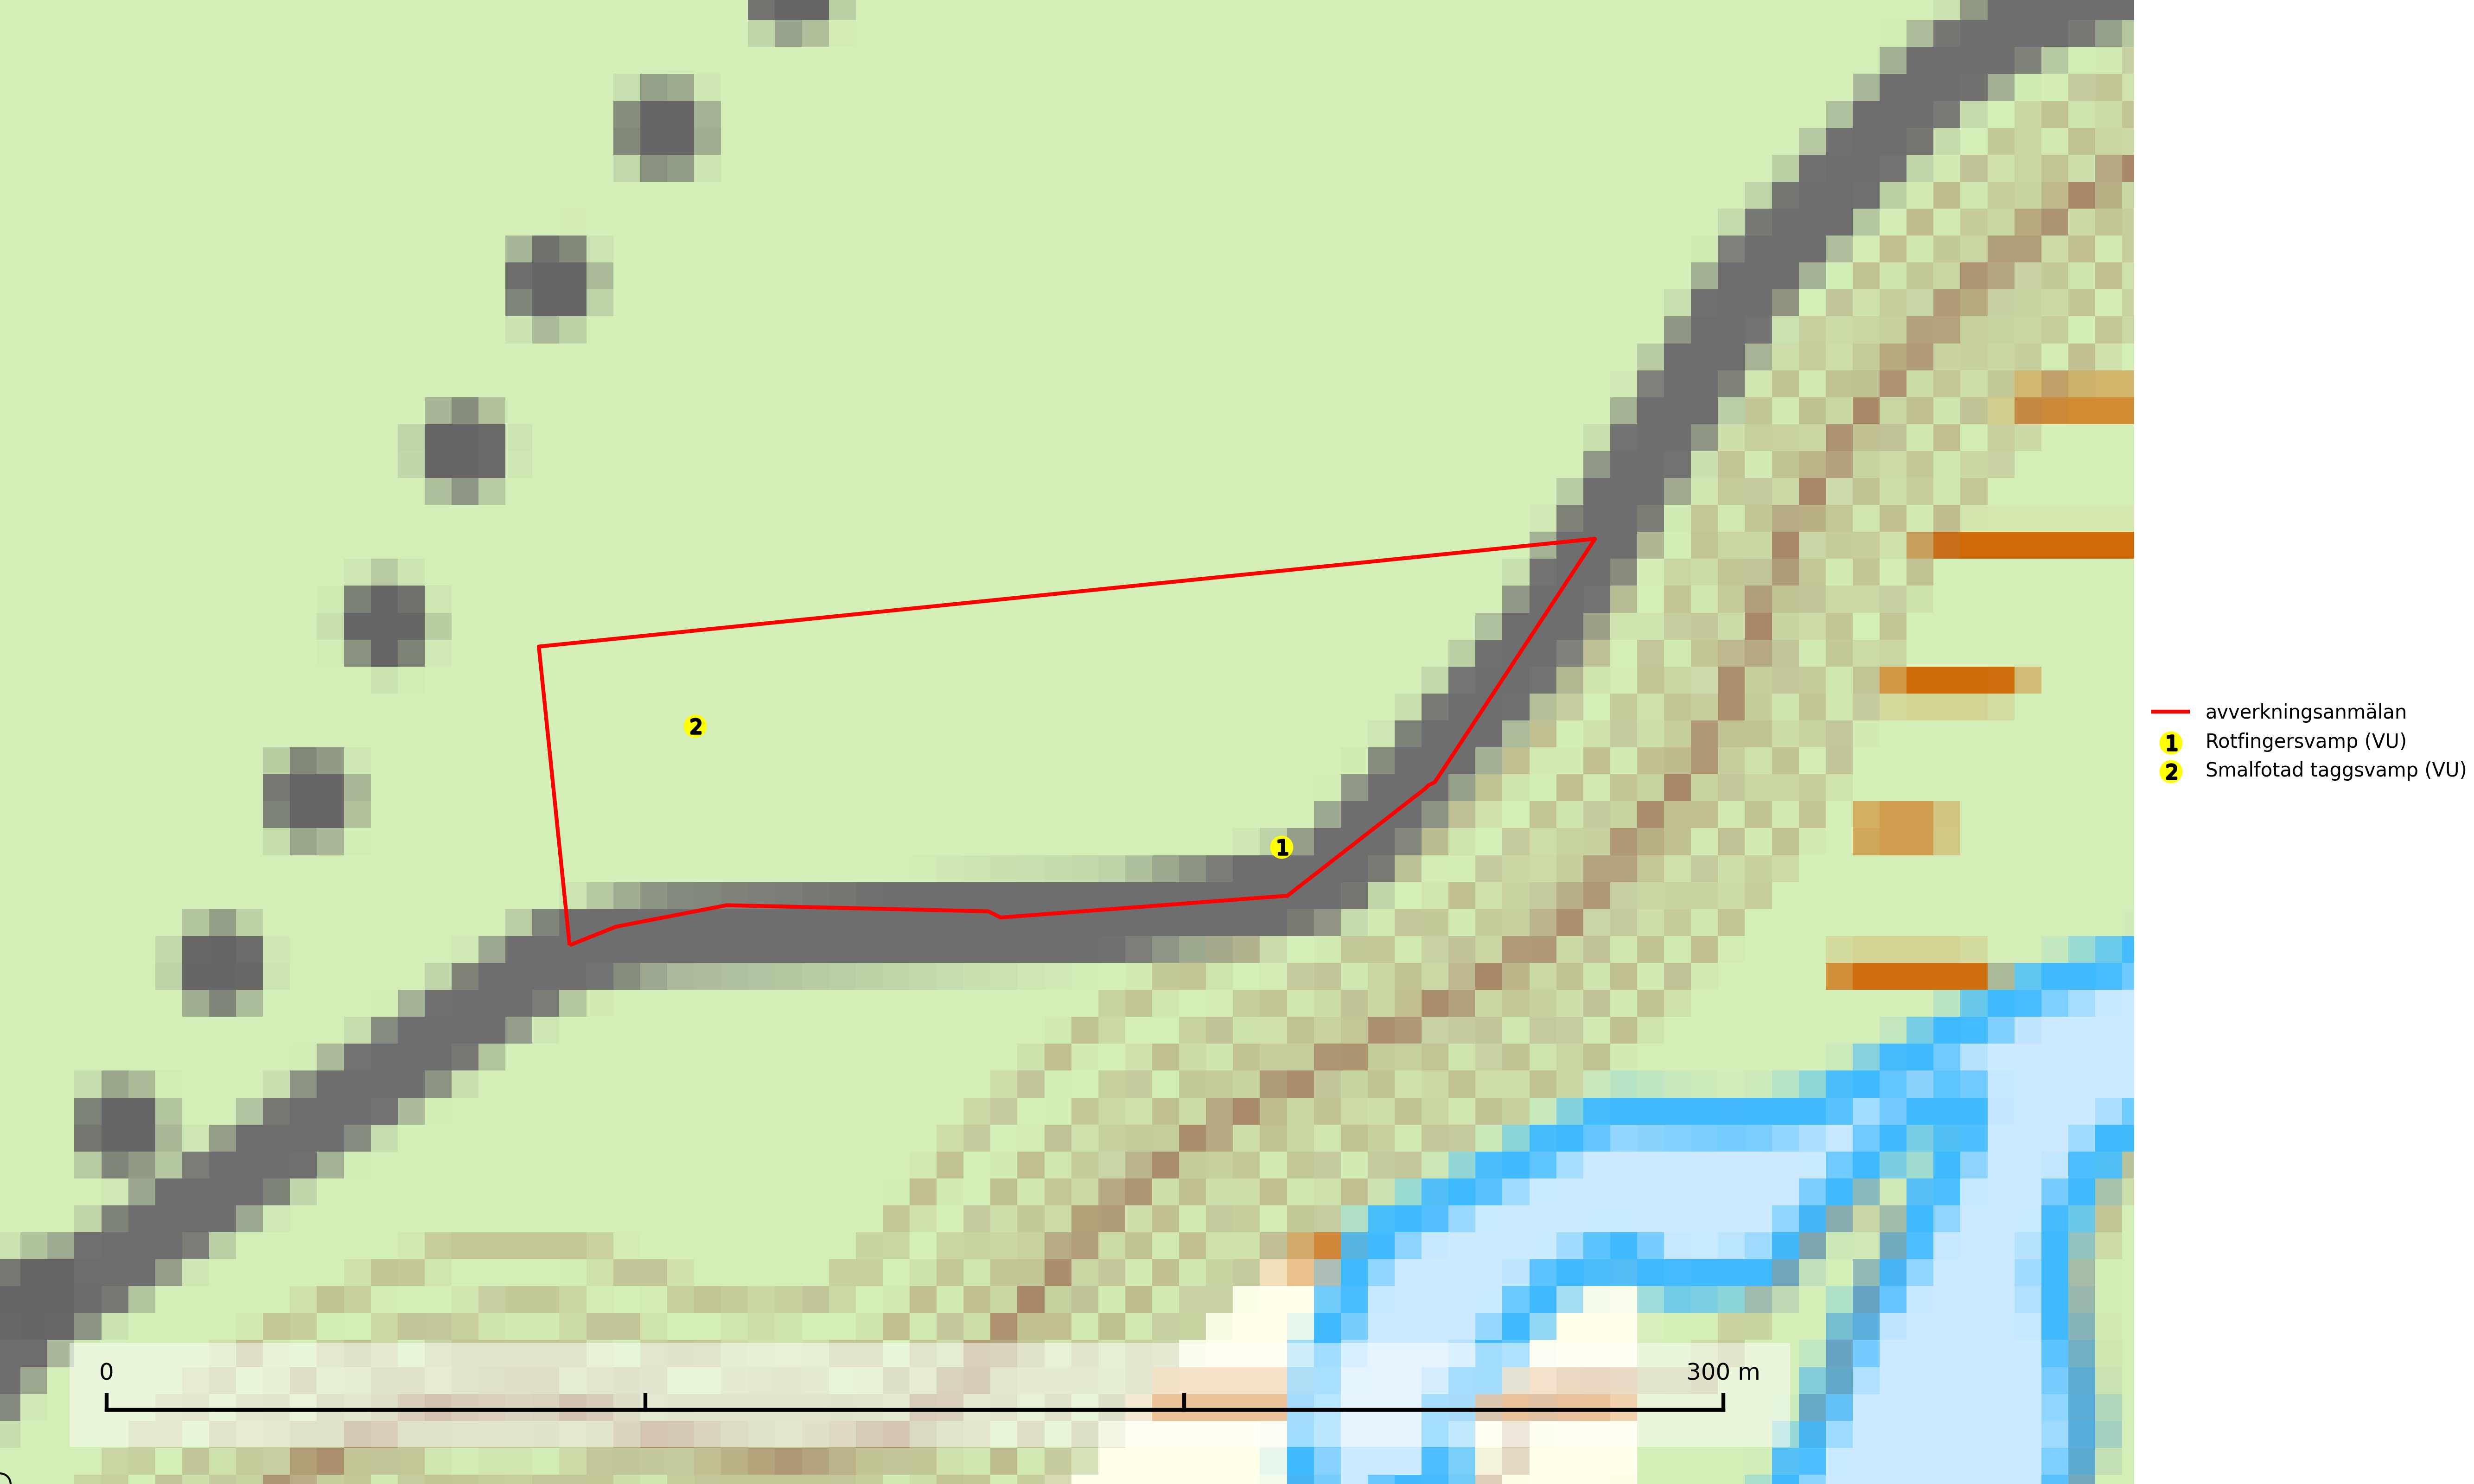 2
1
avverkningsanmälan
1 Rotfingersvamp (VU)
2 Smalfotad taggsvamp (VU)
0 300 m